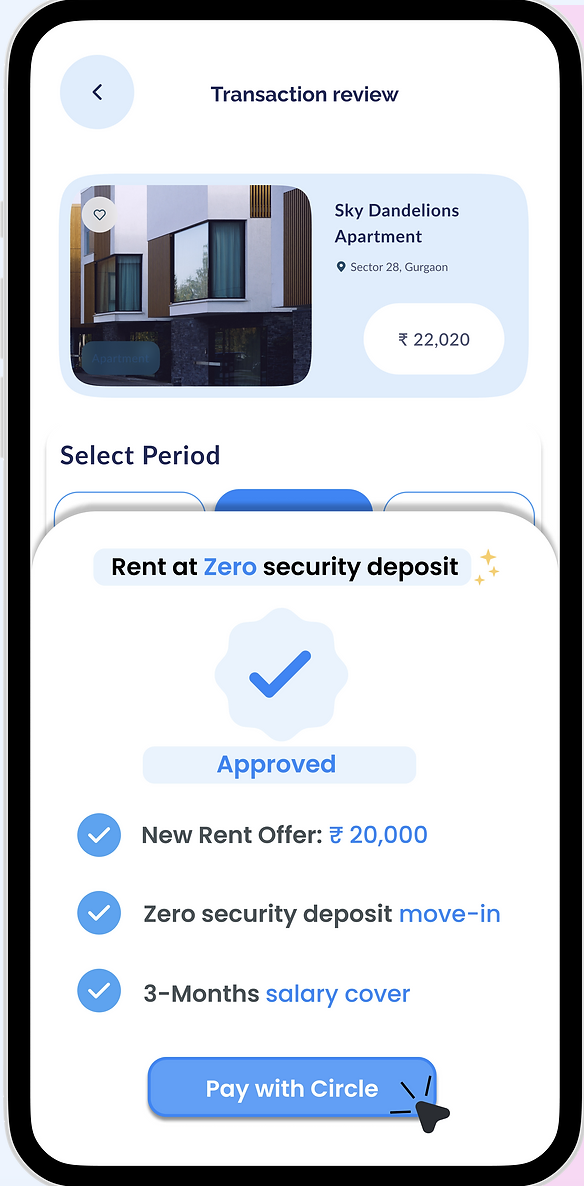 Transaction review
Sky Dandelions
Apartment
Sector 28, Gurgaon
Apartment
₹ 22,020
Select Period
Rent at Zero security deposit
Approved
New Rent Offer: ₹ 20,000
Zero security deposit move-in
3-Months salary cover
Pay with Circle